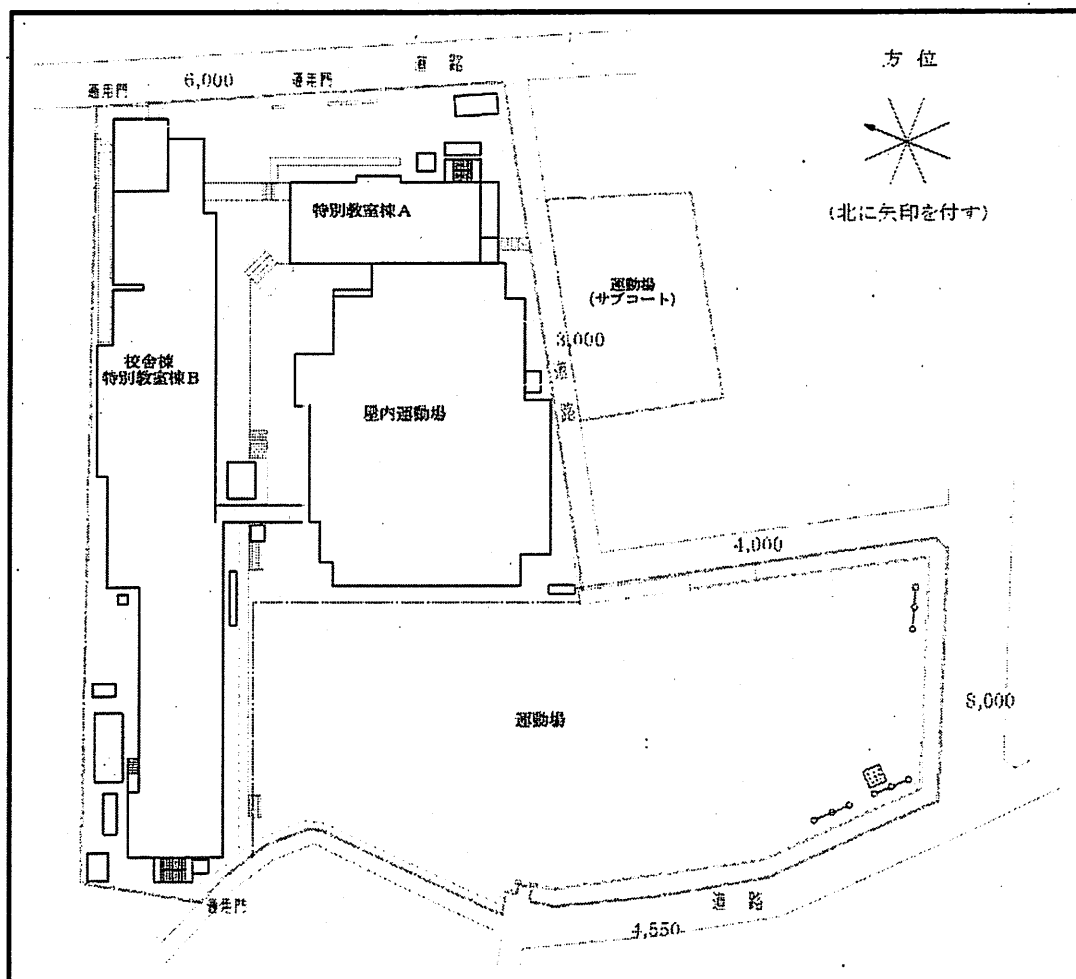 道 路
方 位
6,000
通用門
通用門
特別教室棟A
(北に矢印を付す)
運動場
(サブコート)
3,000
道
路
校舎棟
特別教室棟B
屋内運動場
4,000
8,000
運動場
道 路
通用門
4,550